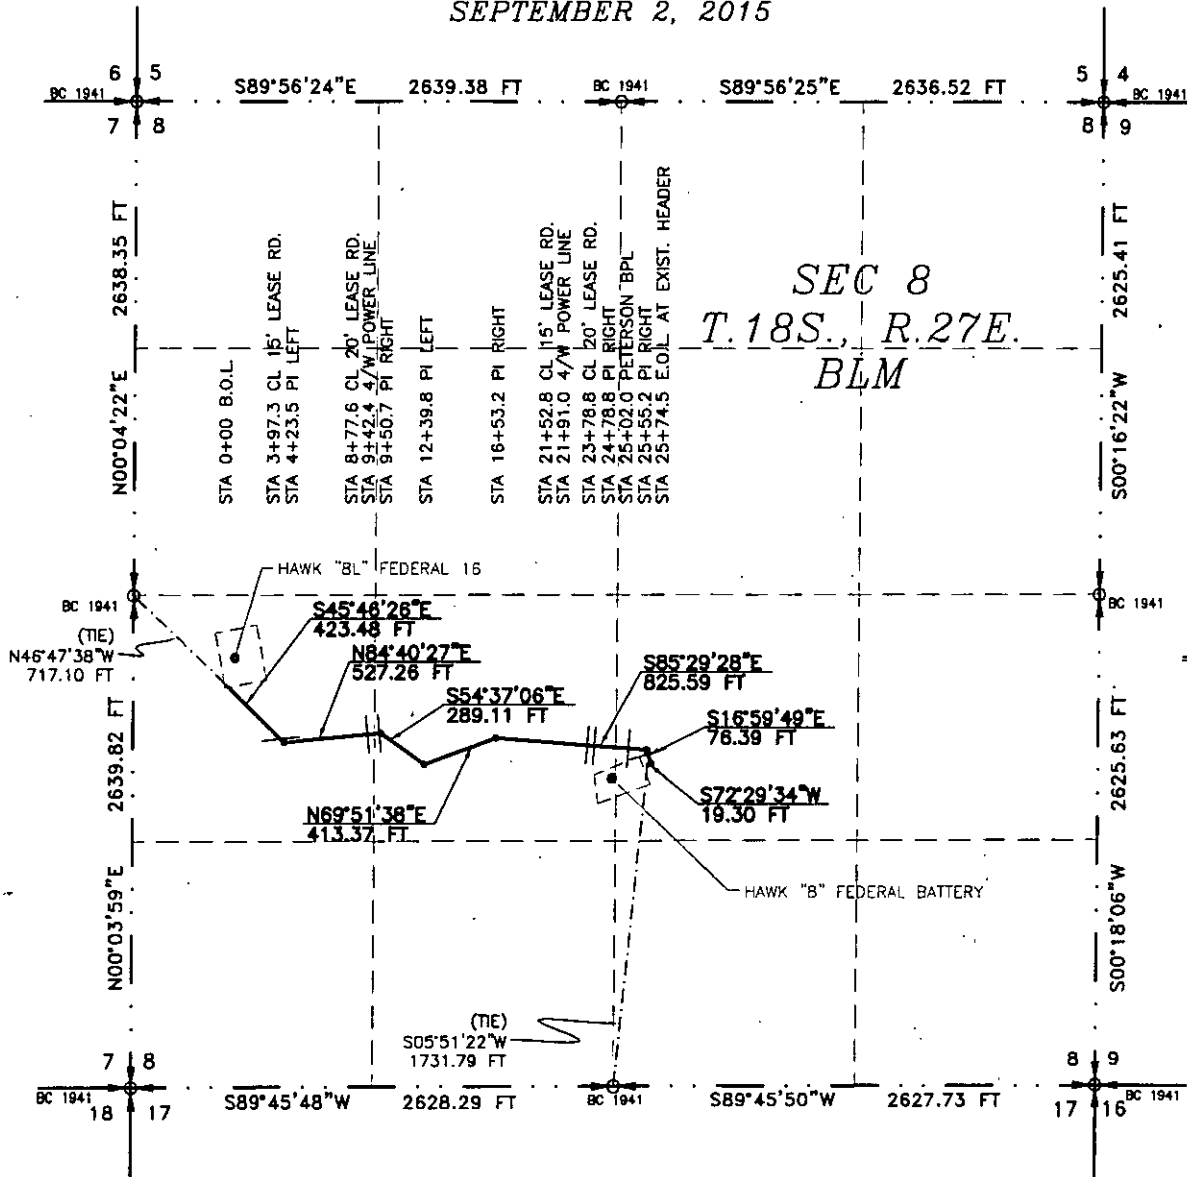 SEPTEMBER 2, 2015
6 5
5 4
BC 1941
S89°56'24"E 2639.38 FT
BC 1941
S89°56'25"E 2636.52 FT
BC 1941
7 8
8 9
2638.35 FT
N00°04'22"E
2625.41 FT
S00°16'22"W
STA 0+00 B.O.L.
STA 3+97.3 CL 15' LEASE RD.
STA 4+23.5 PI LEFT
STA 8+77.6 CL 20' LEASE RD.
STA 9+42.4 4/W POWER LINE
STA 9+50.7 PI RIGHT
STA 12+39.8 PI LEFT
STA 16+53.2 PI RIGHT
STA 21+52.8 CL 15' LEASE RD.
STA 21+91.0 4/W POWER LINE
STA 23+78.8 CL 20' LEASE RD.
STA 24+78.8 PI RIGHT
STA 25+02.0 PETERSON BPL
STA 25+55.2 PI RIGHT
STA 25+74.5 E.O.L. AT EXIST. HEADER
SEC 8
T.18S., R.27E.
BLM
HAWK "8L" FEDERAL 16
BC 1941
BC 1941
(TIE)
N46°47'38"W
717.10 FT
S45°46'26"E
423.48 FT
N84°40'27"E
527.26 FT
S54°37'06"E
289.11 FT
S85°29'28"E
825.59 FT
S16°59'49"E
76.39 FT
S72°29'34"W
19.30 FT
N69°51'38"E
413.37 FT
2639.82 FT
N00°03'59"E
2625.63 FT
S00°18'06"W
HAWK "8" FEDERAL BATTERY
(TIE)
S05°51'22"W
1731.79 FT
7 8
8 9
BC 1941
S89°45'48"W 2628.29 FT
BC 1941
S89°45'50"W 2627.73 FT
BC 1941
18 17
17 16